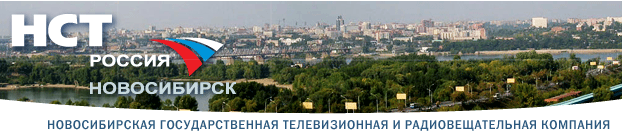 НСТ
РОССИЯ
НОВОСИБИРСК
НОВОСИБИРСКАЯ ГОСУДАРСТВЕННАЯ ТЕЛЕВИЗИОННАЯ И РАДИОВЕЩАТЕЛЬНАЯ КОМПАНИЯ